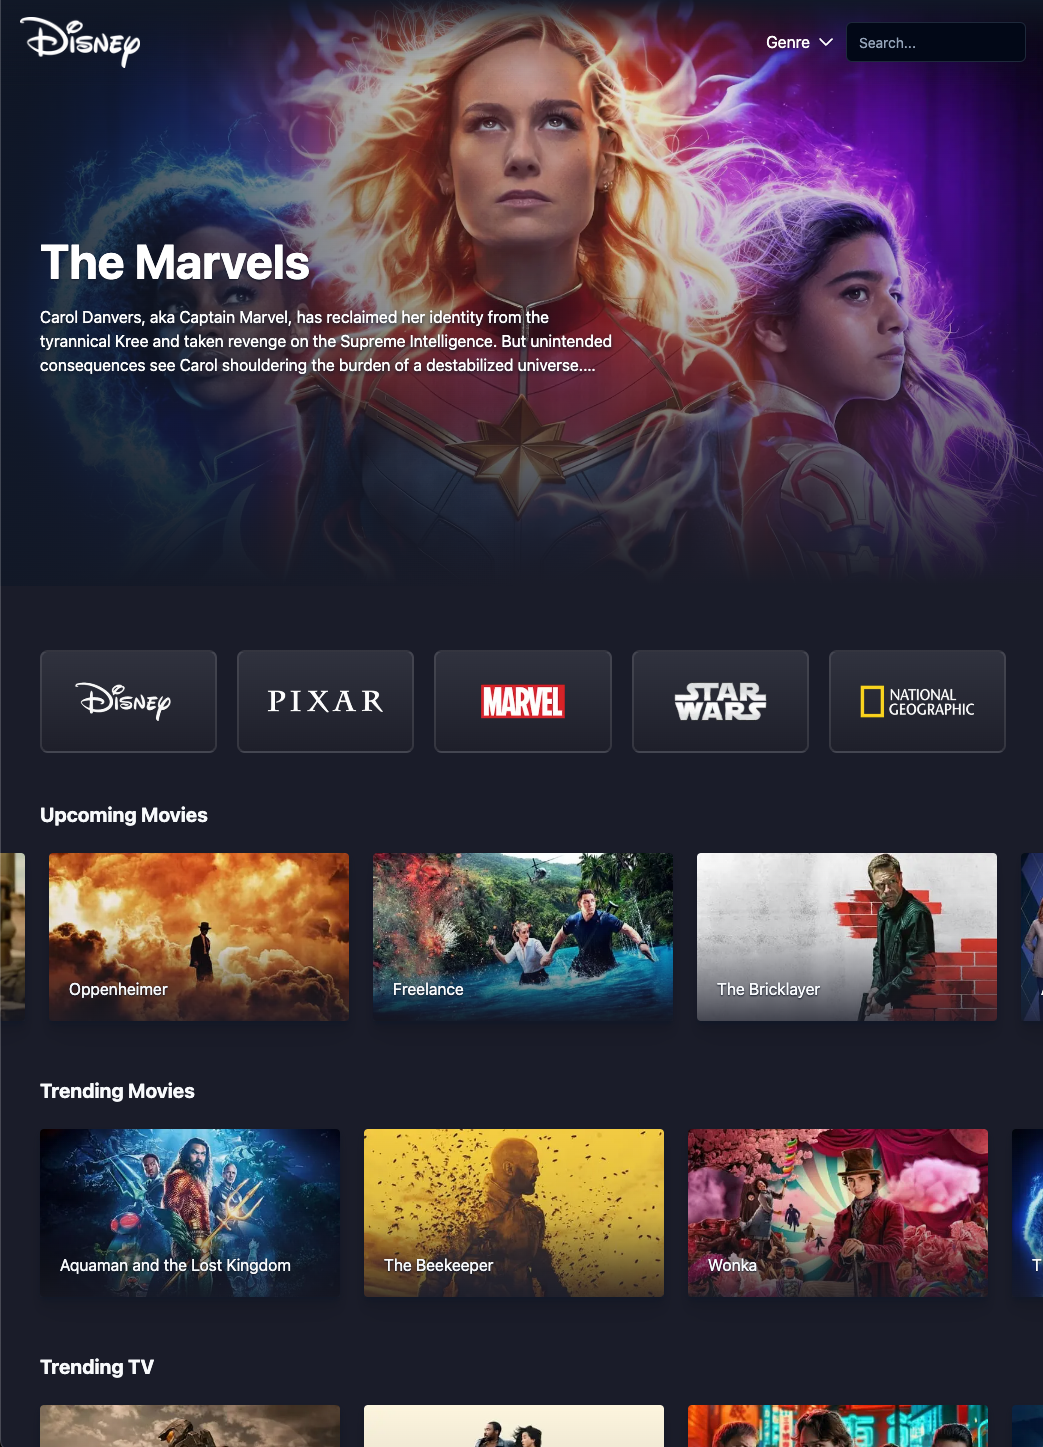 Disney
Genre
Search...
The Marvels
Carol Danvers, aka Captain Marvel, has reclaimed her identity from the
tyrannical Kree and taken revenge on the Supreme Intelligence. But unintended
consequences see Carol shouldering the burden of a destabilized universe....
Disney
PIXAR
MARVEL
STAR
WARS
NATIONAL
GEOGRAPHIC
Upcoming Movies
Oppenheimer
Freelance
The Bricklayer
Trending Movies
Aquaman and the Lost Kingdom
The Beekeeper
Wonka
Trending TV